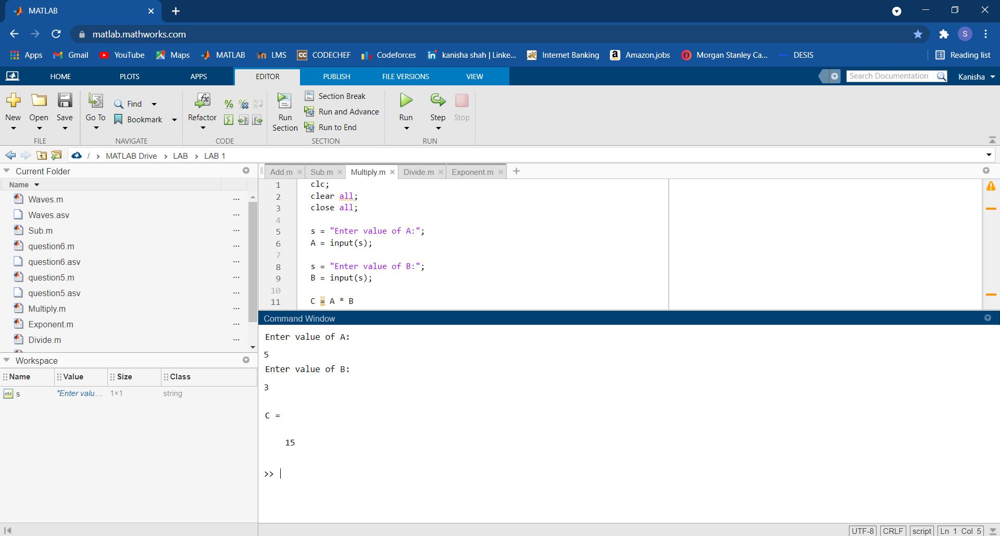 MATLAB
matlab.mathworks.com
S
Apps Gmail YouTube Maps MATLAB LMS CODECHEF Codeforces kanisha shah | Linke... Internet Banking Amazon.jobs Morgan Stanley Ca... DESIS Reading list
HOME PLOTS APPS EDITOR PUBLISH FILE VERSIONS VIEW Search Documentation Kanisha
New Open Save Go To Find Bookmark Refactor Run Section Section Break Run and Advance Run to End Run Step Stop
FILE NAVIGATE CODE SECTION RUN
/ > MATLAB Drive > LAB > LAB 1
Current Folder
Name
Waves.m ...
Waves.asv ...
Sub.m ...
question6.m ...
question6.asv ...
question5.m ...
question5.asv ...
Multiply.m ...
Exponent.m ...
Divide.m ...
Workspace
Name Value Size Class
str s "Enter valu... 1×1 string
Add.m Sub.m Multiply.m Divide.m Exponent.m
1 clc;
2 clear all;
3 close all;
4
5 s = "Enter value of A:";
6 A = input(s);
7
8 s = "Enter value of B:";
9 B = input(s);
10
11 C = A * B
Command Window
Enter value of A:
5
Enter value of B:
3
C =
15
>>
UTF-8 CRLF script Ln 1 Col 5